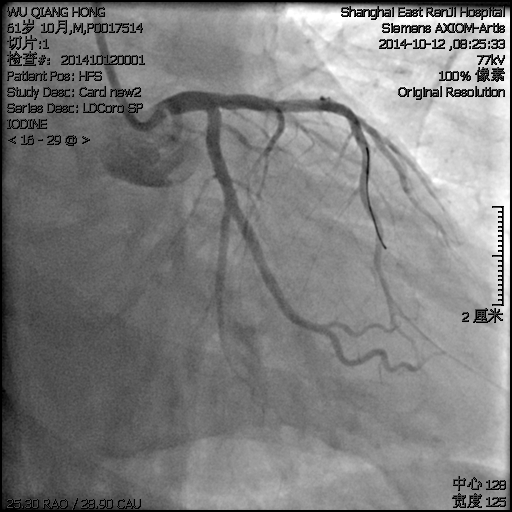 WU QIANG HONG
61岁 10月,M,P0017514
切片:1
检查#: 201410120001
Patient Pos: HFS
Study Desc: Card new2
Series Desc: LDCoro SP
IODINE
< 16 - 29 @ >
Shanghai East RenJi Hospital
Siemens AXIOM-Artis
2014-10-12 ,08:25:33
77kV
100% 像素
Original Resolution
2 厘米
25.30 RAO / 28.90 CAU
中心 128
宽度 125